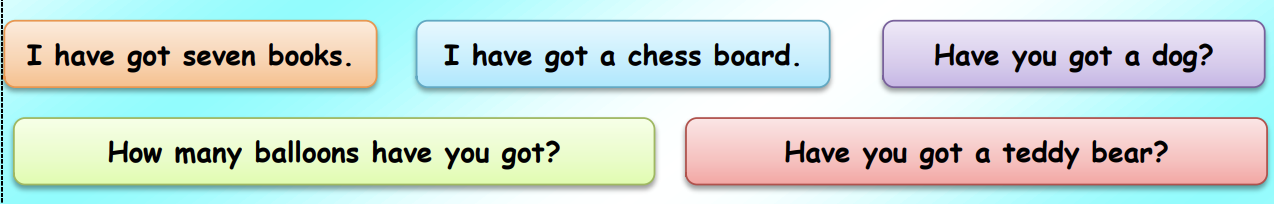 I have got seven books.
I have got a chess board.
Have you got a dog?
How many balloons have you got?
Have you got a teddy bear?